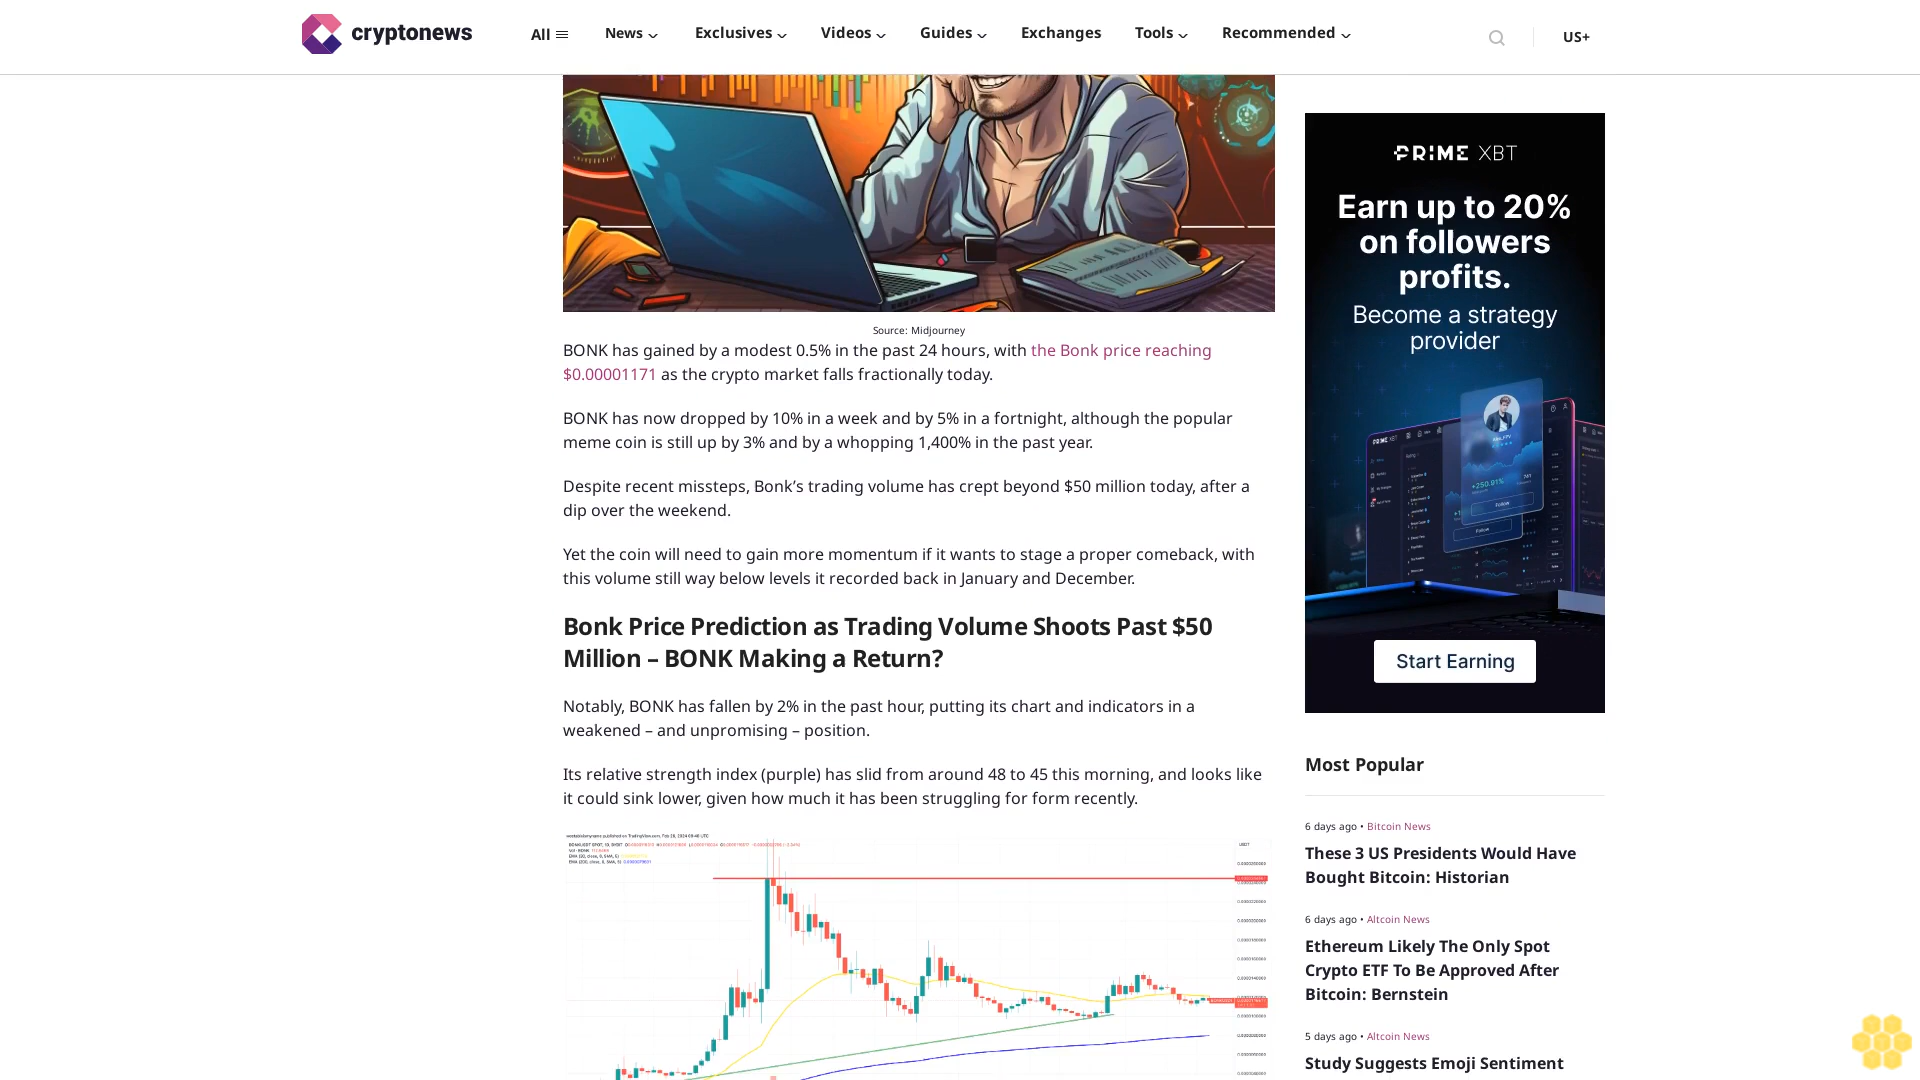 cryptonews
All
News
Exclusives
Videos
Guides
Exchanges
Tools
Recommended
US+
Source: Midjourney
BONK has gained by a modest 0.5% in the past 24 hours, with the Bonk price reaching
$0.00001171 as the crypto market falls fractionally today.
BONK has now dropped by 10% in a week and by 5% in a fortnight, although the popular
meme coin is still up by 3% and by a whopping 1,400% in the past year.
Despite recent missteps, Bonk’s trading volume has crept beyond $50 million today, after a
dip over the weekend.
Yet the coin will need to gain more momentum if it wants to stage a proper comeback, with
this volume still way below levels it recorded back in January and December.
Bonk Price Prediction as Trading Volume Shoots Past $50
Million – BONK Making a Return?
Notably, BONK has fallen by 2% in the past hour, putting its chart and indicators in a
weakened – and unpromising – position.
Its relative strength index (purple) has slid from around 48 to 45 this morning, and looks like
it could sink lower, given how much it has been struggling for form recently.
PRIME XBT
Earn up to 20%
on followers
profits.
Become a strategy
provider
PRIME XBT
+250.91%
Follow
Follow
Start Earning
Most Popular
6 days ago • Bitcoin News
These 3 US Presidents Would Have
Bought Bitcoin: Historian
6 days ago • Altcoin News
Ethereum Likely The Only Spot
Crypto ETF To Be Approved After
Bitcoin: Bernstein
5 days ago • Altcoin News
Study Suggests Emoji Sentiment